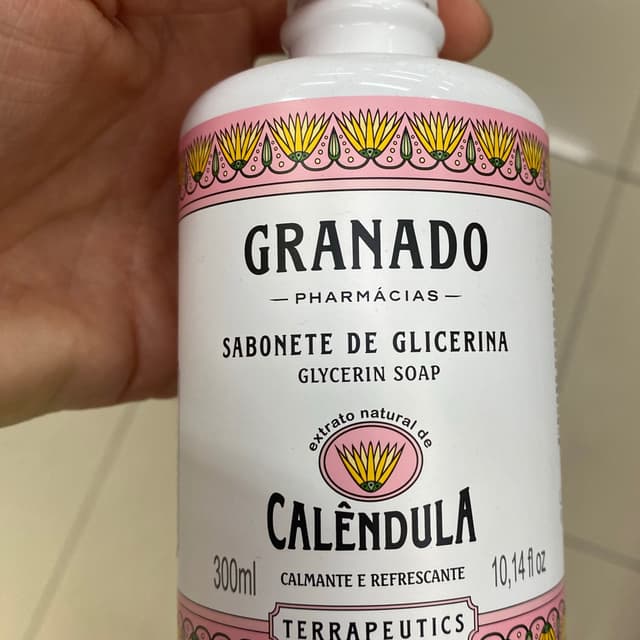 GRANADO
— PHARMÁCIAS —
SABONETE DE GLICERINA
GLYCERIN SOAP
extrato natural de
CALÊNDULA
300ml
CALMANTE E REFRESCANTE
10,14 fl oz
TERRAPEUTICS